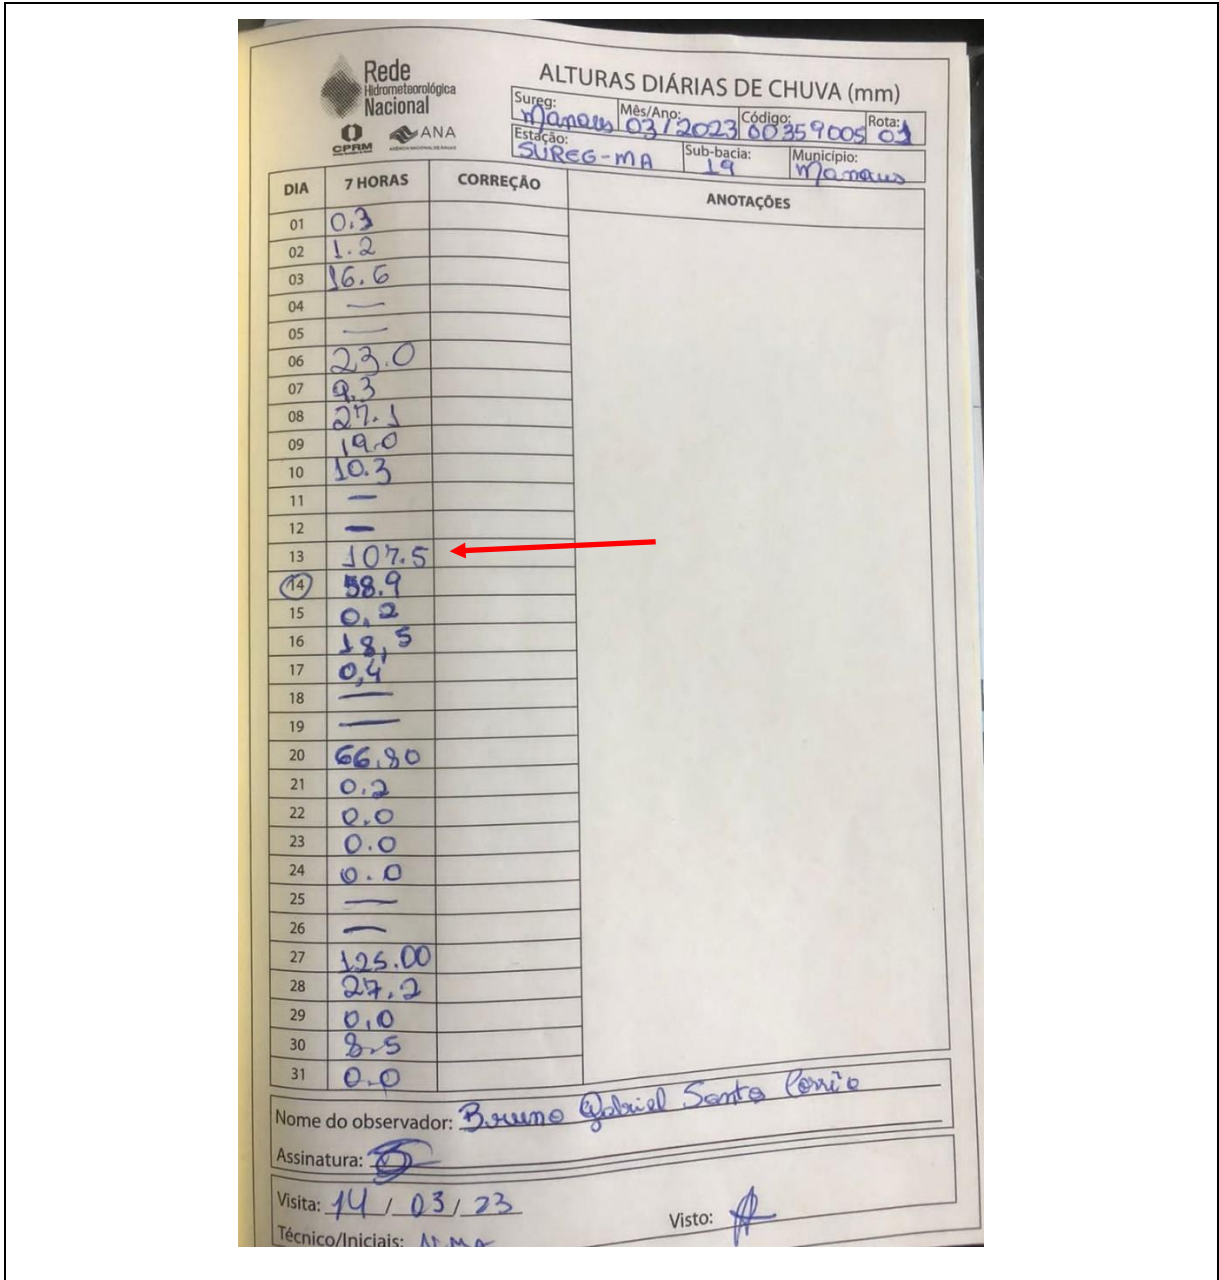 Rede
Hidrometeorológica
Nacional
CPRM
ANA
AGÊNCIA NACIONAL DE ÁGUAS
ALTURAS DIÁRIAS DE CHUVA (mm)
Sureg: Manaus Mês/Ano: 03/2023 Código: 00359005 Rota: 01
Estação: SUREG-MA Sub-bacia: 19 Município: Manaus
DIA 7 HORAS CORREÇÃO ANOTAÇÕES
01 0.3
02 1.2
03 16.6
04 —
05 —
06 23.0
07 9.3
08 27.1
09 19.0
10 10.3
11 —
12 —
13 107.5
14 58.9
15 0,2
16 18,5
17 0,4
18 —
19 —
20 66.80
21 0.2
22 0.0
23 0.0
24 0.0
25 —
26 —
27 125.00
28 27.2
29 0,0
30 8.5
31 0.0
Nome do observador: Bruno Gabriel Santo
Assinatura:
Visita: 14 / 03 / 23
Visto:
Técnico/Iniciais: